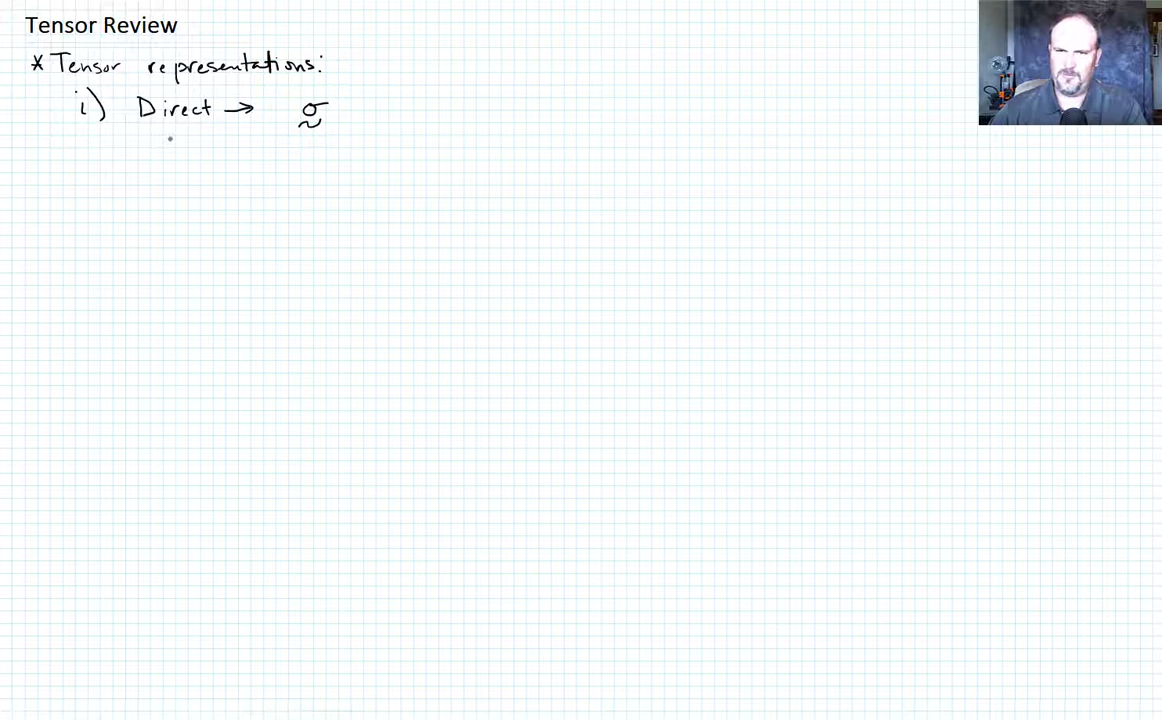 Tensor Review
* Tensor representations:
i) Direct → σ̰